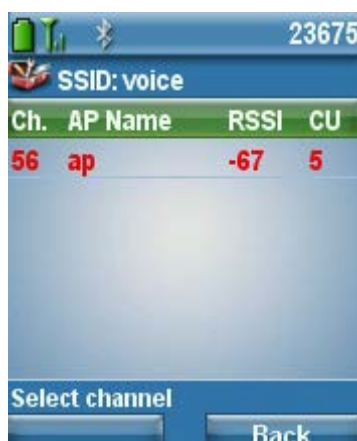 23675
SSID: voice
Ch. AP Name RSSI CU
56 ap -67 5
Select channel
Back